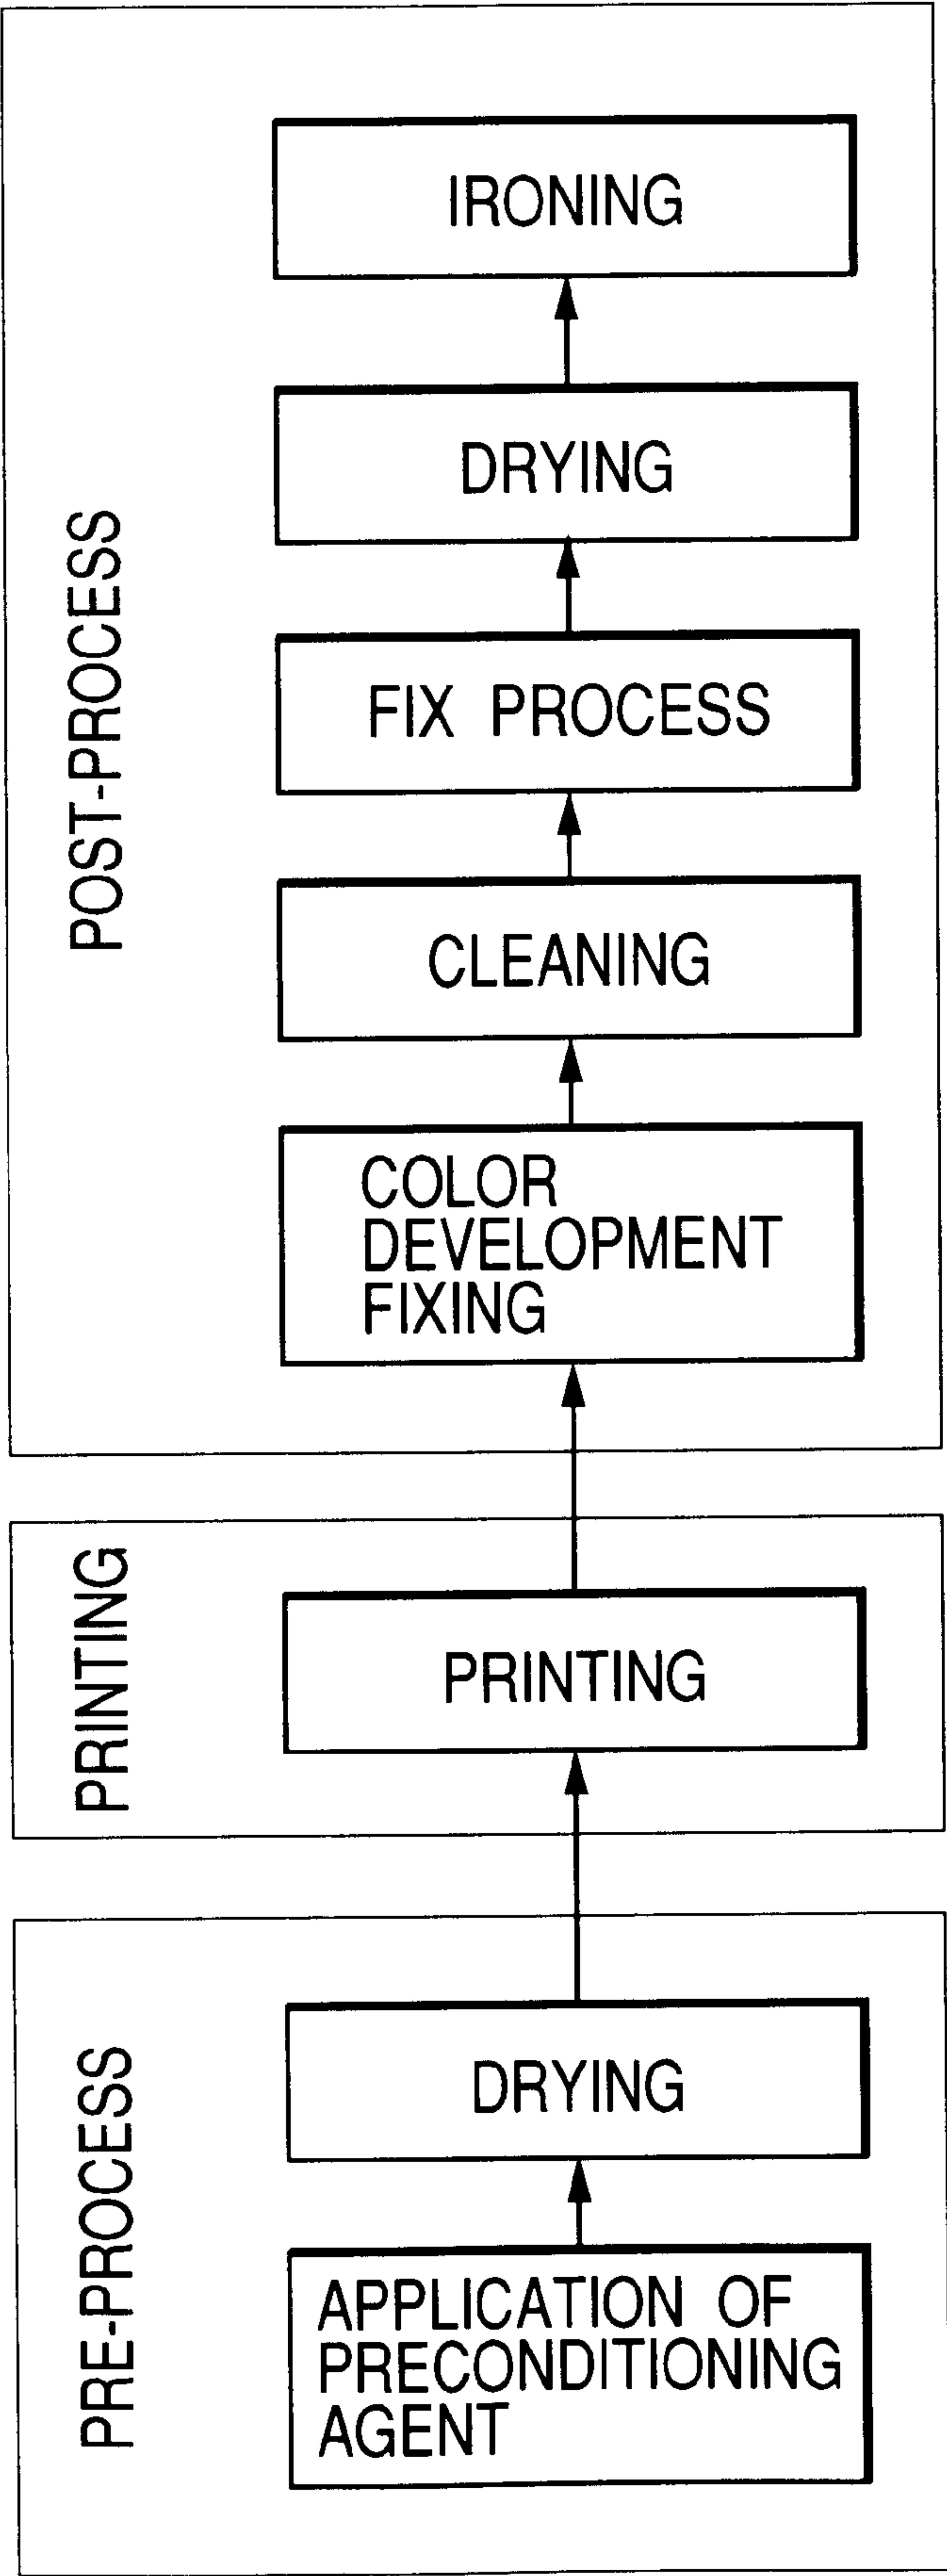 POST-PROCESS
IRONING
DRYING
FIX PROCESS
CLEANING
COLOR
DEVELOPMENT
FIXING
PRINTING
PRINTING
PRE-PROCESS
DRYING
APPLICATION OF
PRECONDITIONING
AGENT